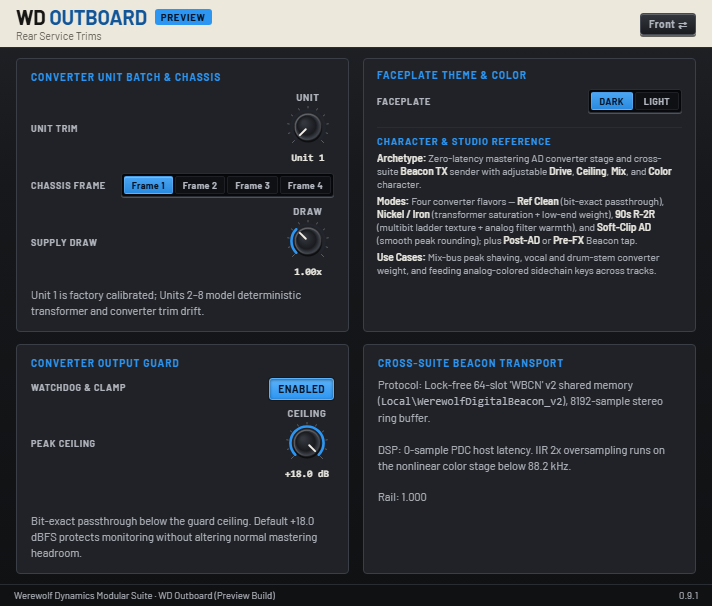 WD OUTBOARD PREVIEW
Rear Service Trims
Front ⇄
CONVERTER UNIT BATCH & CHASSIS
UNIT
UNIT TRIM
Unit 1
CHASSIS FRAME Frame 1 Frame 2 Frame 3 Frame 4
DRAW
SUPPLY DRAW
1.00x
Unit 1 is factory calibrated; Units 2–8 model deterministic
transformer and converter trim drift.
FACEPLATE THEME & COLOR
FACEPLATE DARK LIGHT
CHARACTER & STUDIO REFERENCE
Archetype: Zero-latency mastering AD converter stage and cross-
suite Beacon TX sender with adjustable Drive, Ceiling, Mix, and Color
character.
Modes: Four converter flavors — Ref Clean (bit-exact passthrough),
Nickel / Iron (transformer saturation + low-end weight), 90s R-2R
(multibit ladder texture + analog filter warmth), and Soft-Clip AD
(smooth peak rounding); plus Post-AD or Pre-FX Beacon tap.
Use Cases: Mix-bus peak shaving, vocal and drum-stem converter
weight, and feeding analog-colored sidechain keys across tracks.
CONVERTER OUTPUT GUARD
WATCHDOG & CLAMP ENABLED
CEILING
PEAK CEILING
+18.0 dB
Bit-exact passthrough below the guard ceiling. Default +18.0
dBFS protects monitoring without altering normal mastering
headroom.
CROSS-SUITE BEACON TRANSPORT
Protocol: Lock-free 64-slot 'WBCN' v2 shared memory
(Local\WerewolfDigitalBeacon_v2), 8192-sample stereo
ring buffer.
DSP: 0-sample PDC host latency. IIR 2x oversampling runs on
the nonlinear color stage below 88.2 kHz.
Rail: 1.000
Werewolf Dynamics Modular Suite · WD Outboard (Preview Build)
0.9.1